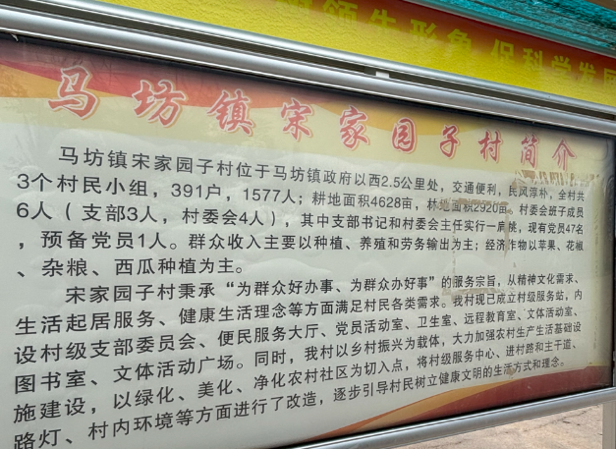 领先形象 促科学发
马坊镇宋家园子村简介
马坊镇宋家园子村位于马坊镇政府以西2.5公里处，交通便利，民风淳朴，全村共
3个村民小组，391户，1577人；耕地面积4628亩，林地面积2920亩。村委会班子成员
6人（支部3人，村委会4人），其中支部书记和村委会主任实行一肩挑，现有党员47名
，预备党员1人。群众收入主要以种植、养殖和劳务输出为主；经济作物以苹果、花椒
、杂粮、西瓜种植为主。
宋家园子村秉承“为群众好办事、为群众办好事”的服务宗旨，从精神文化需求、
生活起居服务、健康生活理念等方面满足村民各类需求。我村现已成立村级服务站，内
设村级支部委员会、便民服务大厅、党员活动室、卫生室、远程教育室、文体活动室、
图书室、文体活动广场。同时，我村以乡村振兴为载体，大力加强农村生产生活基础设
施建设，以绿化、美化、净化农村社区为切入点，将村级服务中心、进村路和主干道、
路灯、村内环境等方面进行了改造，逐步引导村民树立健康文明的生活方式和理念。